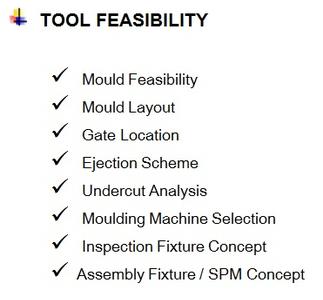 TOOL FEASIBILITY
Mould Feasibility
Mould Layout
Gate Location
Ejection Scheme
Undercut Analysis
Moulding Machine Selection
Inspection Fixture Concept
Assembly Fixture / SPM Concept